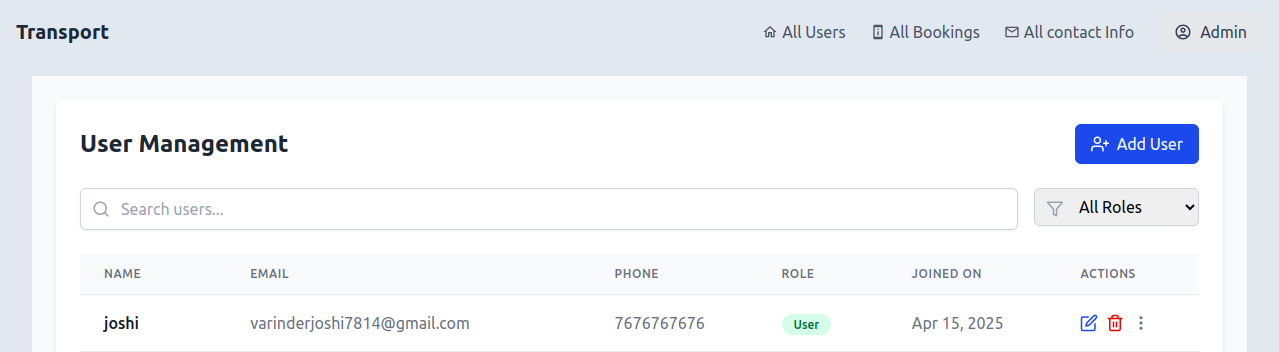 Transport All Users All Bookings All contact Info Admin
User Management Add User
Search users... All Roles
NAME EMAIL PHONE ROLE JOINED ON ACTIONS
joshi varinderjoshi7814@gmail.com 7676767676 User Apr 15, 2025